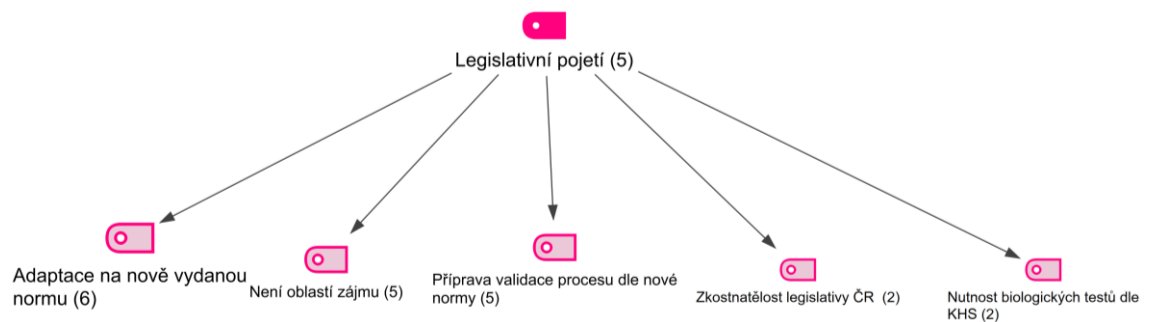 Legislativní pojetí (5)
Adaptace na nově vydanou
normu (6)
Není oblastí zájmu (5)
Příprava validace procesu dle nové
normy (5)
Zkostnatělost legislativy ČR  (2)
Nutnost biologických testů dle
KHS (2)